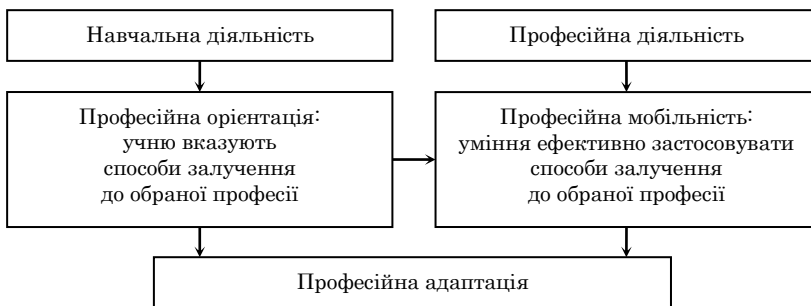 Навчальна діяльність
Професійна діяльність
Професійна орієнтація:
учню вказують
способи залучення
до обраної професії
Професійна мобільність:
уміння ефективно застосовувати
способи залучення
до обраної професії
Професійна адаптація